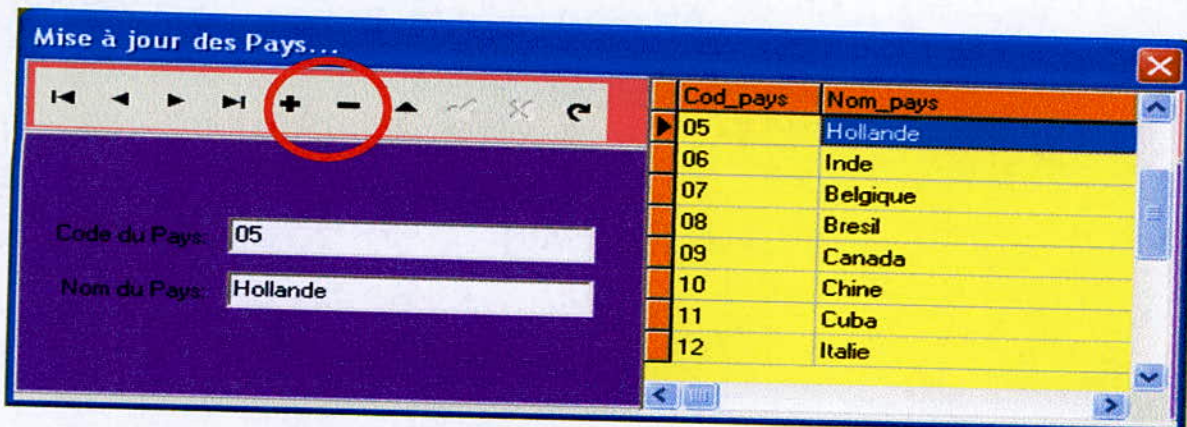 Mise à jour des Pays...
Code du Pays: 05
Nom du Pays: Hollande
Cod_pays Nom_pays
05 Hollande
06 Inde
07 Belgique
08 Bresil
09 Canada
10 Chine
11 Cuba
12 Italie